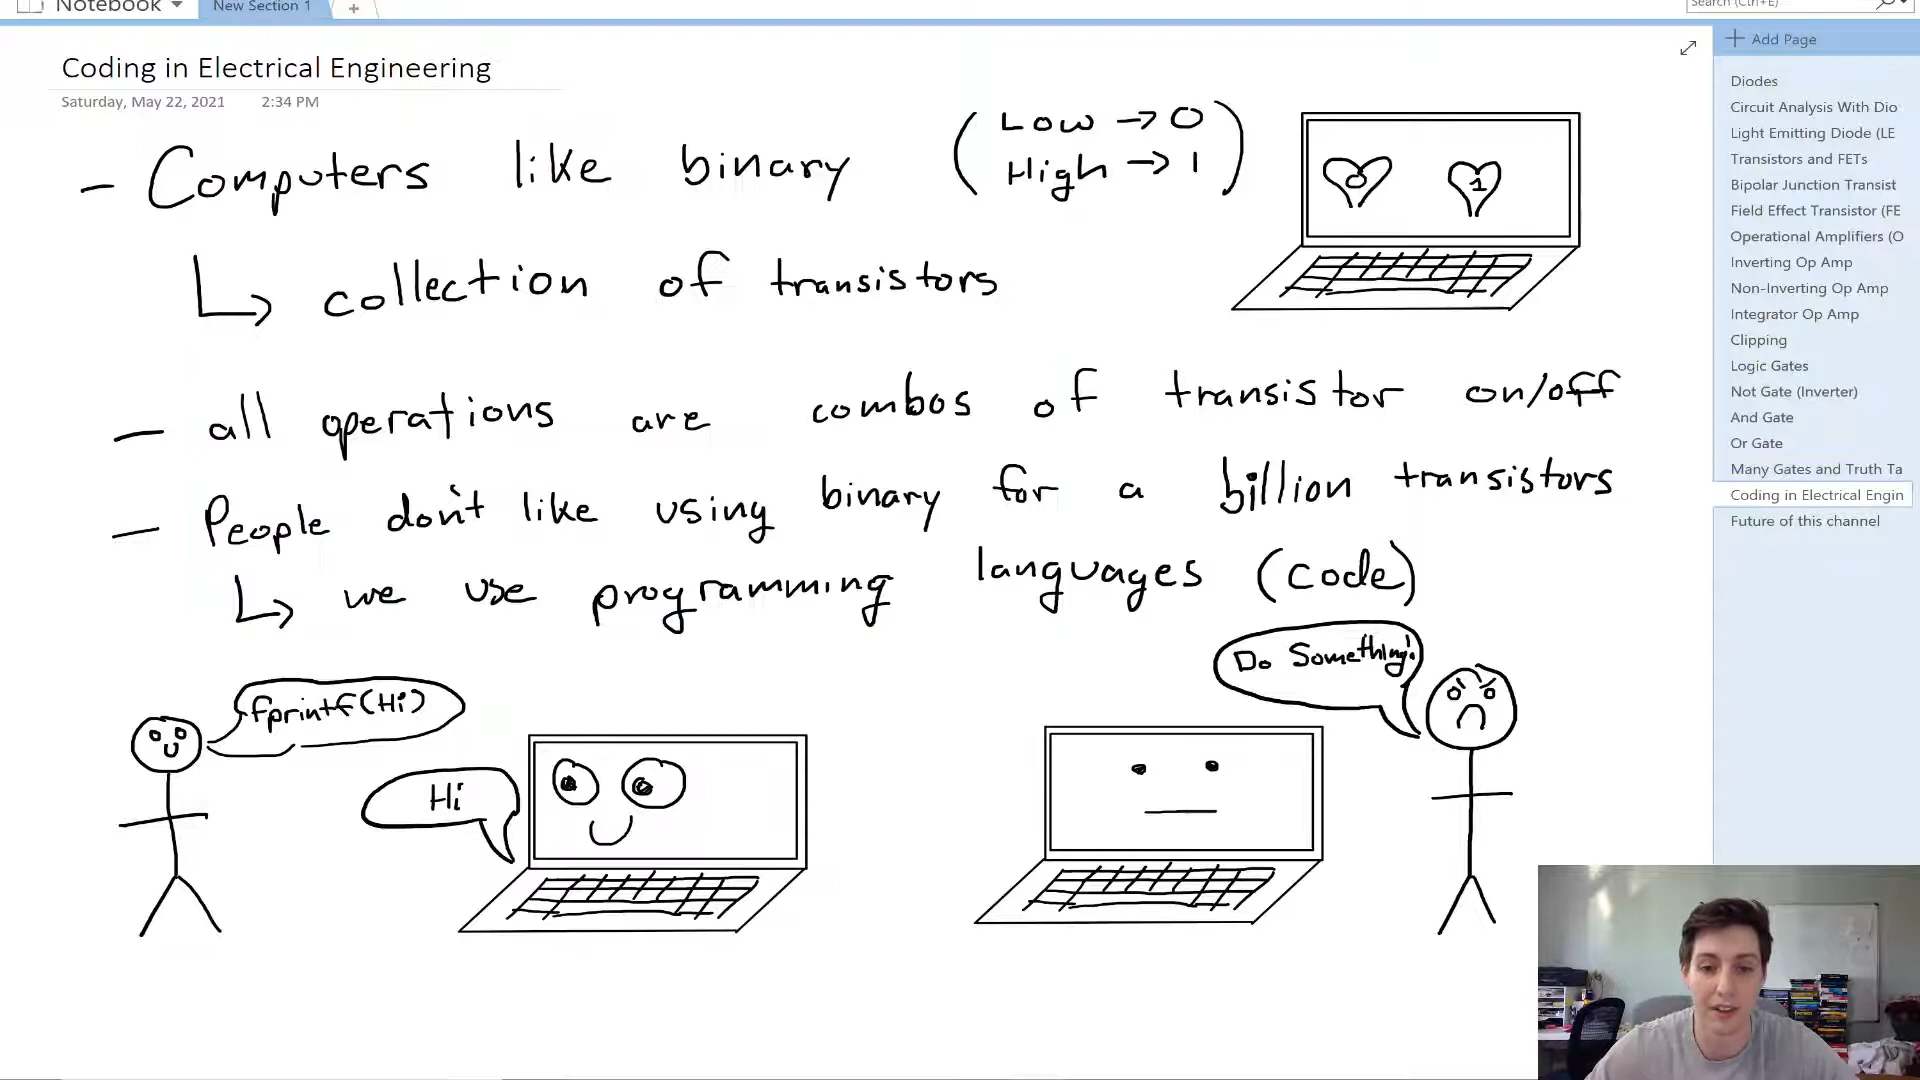 Notebook
New Section 1
Search (Ctrl+E)
Coding in Electrical Engineering
Saturday, May 22, 2021 2:34 PM
- Computers like binary (Low → 0
High → 1)
0 1
↳ collection of transistors
- all operations are combos of transistor on/off
- People don't like using binary for a billion transistors
↳ we use programming languages (code)
fprintf(Hi)
Hi
Do Something!
Add Page
Diodes
Circuit Analysis With Dio
Light Emitting Diode (LE
Transistors and FETs
Bipolar Junction Transist
Field Effect Transistor (FE
Operational Amplifiers (O
Inverting Op Amp
Non-Inverting Op Amp
Integrator Op Amp
Clipping
Logic Gates
Not Gate (Inverter)
And Gate
Or Gate
Many Gates and Truth Ta
Coding in Electrical Engin
Future of this channel